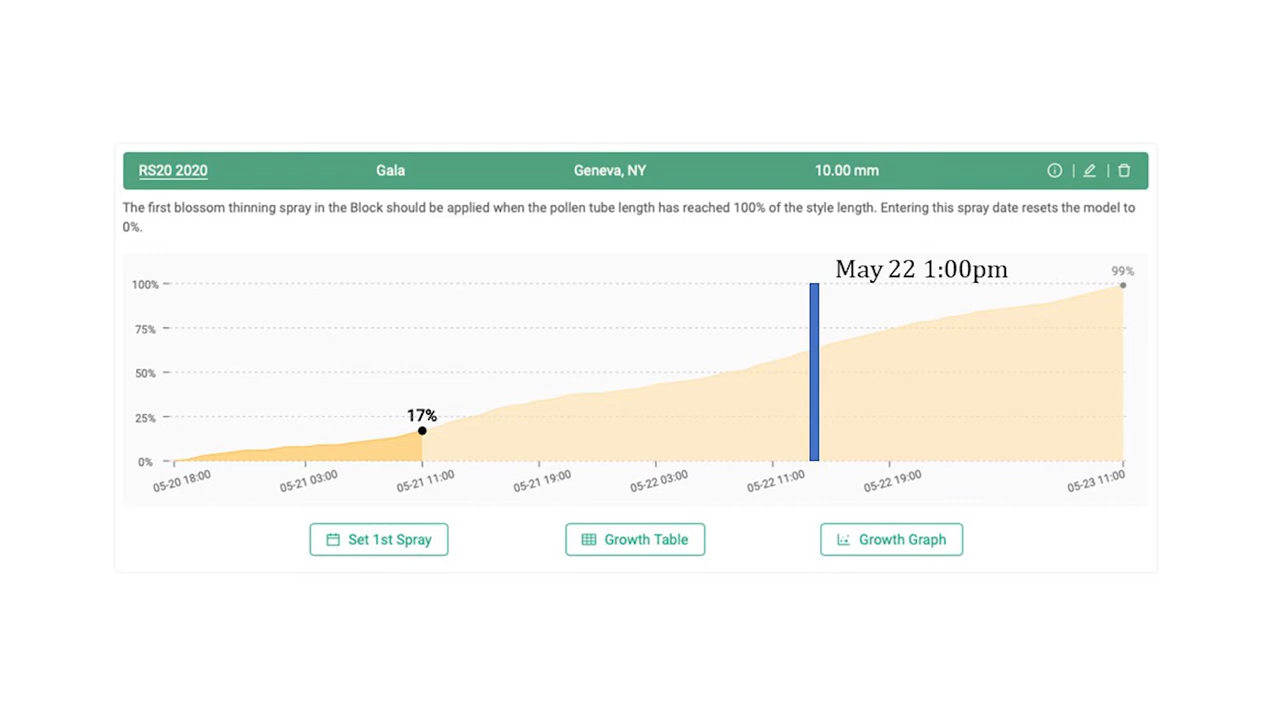 RS20 2020 Gala Geneva, NY 10.00 mm
The first blossom thinning spray in the Block should be applied when the pollen tube length has reached 100% of the style length. Entering this spray date resets the model to
0%.
May 22 1:00pm
99%
100%
75%
50%
17%
25%
0%
05-20 18:00 05-21 03:00 05-21 11:00 05-21 19:00 05-22 03:00 05-22 11:00 05-22 19:00 05-23 11:00
Set 1st Spray Growth Table Growth Graph